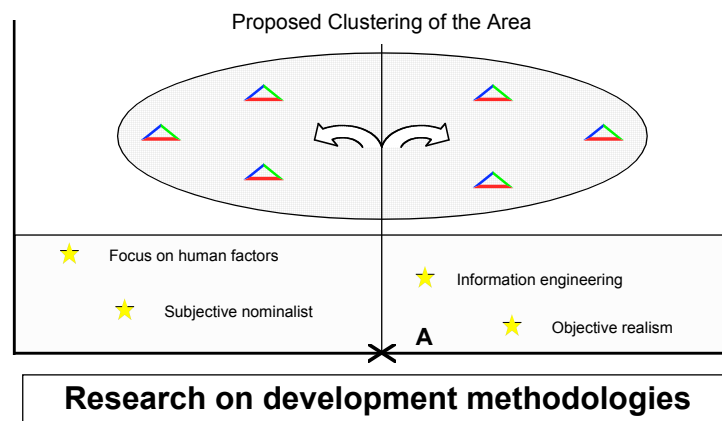 Proposed Clustering of the Area
Focus on human factors
Information engineering
Subjective nominalist
Objective realism
A
Research on development methodologies